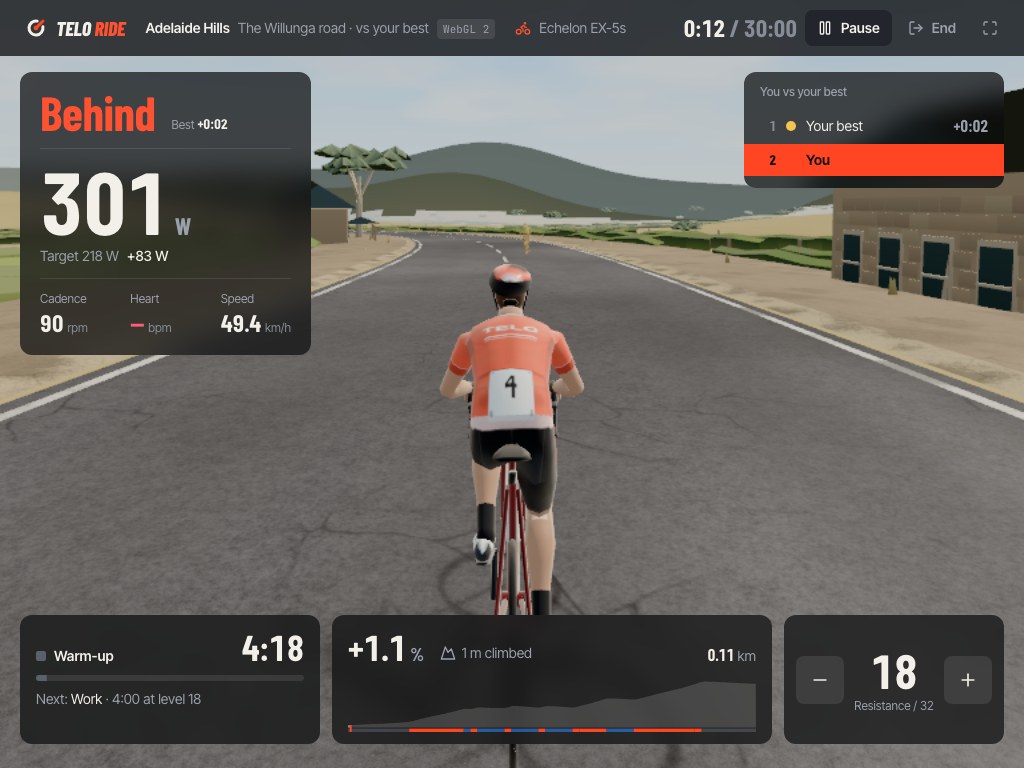 TELO RIDE
Adelaide Hills The Willunga road · vs your best WebGL 2
Echelon EX-5s
0:12 / 30:00
Pause
End
Behind
Best +0:02
301 W
Target 218 W +83 W
Cadence Heart Speed
90 rpm – bpm 49.4 km/h
You vs your best
1 Your best +0:02
2 You
TELO
4
Warm-up 4:18
Next: Work · 4:00 at level 18
+1.1 % 1 m climbed 0.11 km
− 18 +
Resistance / 32